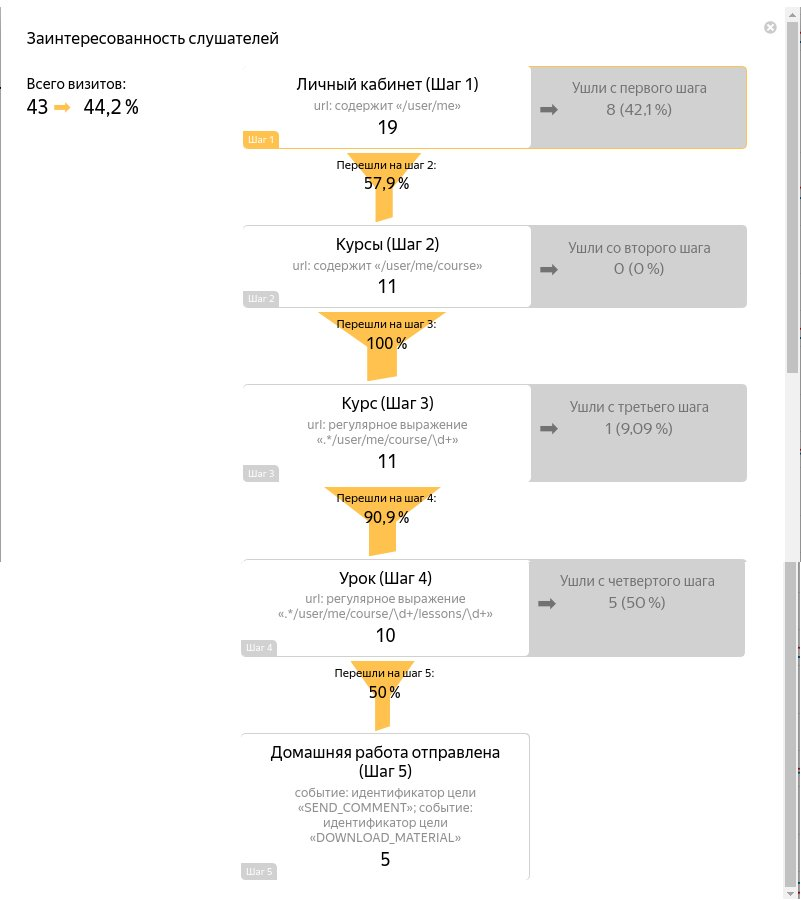 Заинтересованность слушателей
Всего визитов:
43 44,2 %
Личный кабинет (Шаг 1)
url: содержит «/user/me»
19
Шаг 1
Ушли с первого шага
8 (42,1 %)
Перешли на шаг 2:
57,9 %
Курсы (Шаг 2)
url: содержит «/user/me/course»
11
Шаг 2
Ушли со второго шага
0 (0 %)
Перешли на шаг 3:
100 %
Курс (Шаг 3)
url: регулярное выражение
«.*/user/me/course/\d+»
11
Шаг 3
Ушли с третьего шага
1 (9,09 %)
Перешли на шаг 4:
90,9 %
Урок (Шаг 4)
url: регулярное выражение
«.*/user/me/course/\d+/lessons/\d+»
10
Шаг 4
Ушли с четвертого шага
5 (50 %)
Перешли на шаг 5:
50 %
Домашняя работа отправлена
(Шаг 5)
событие: идентификатор цели
«SEND_COMMENT»; событие:
идентификатор цели
«DOWNLOAD_MATERIAL»
5
Шаг 5